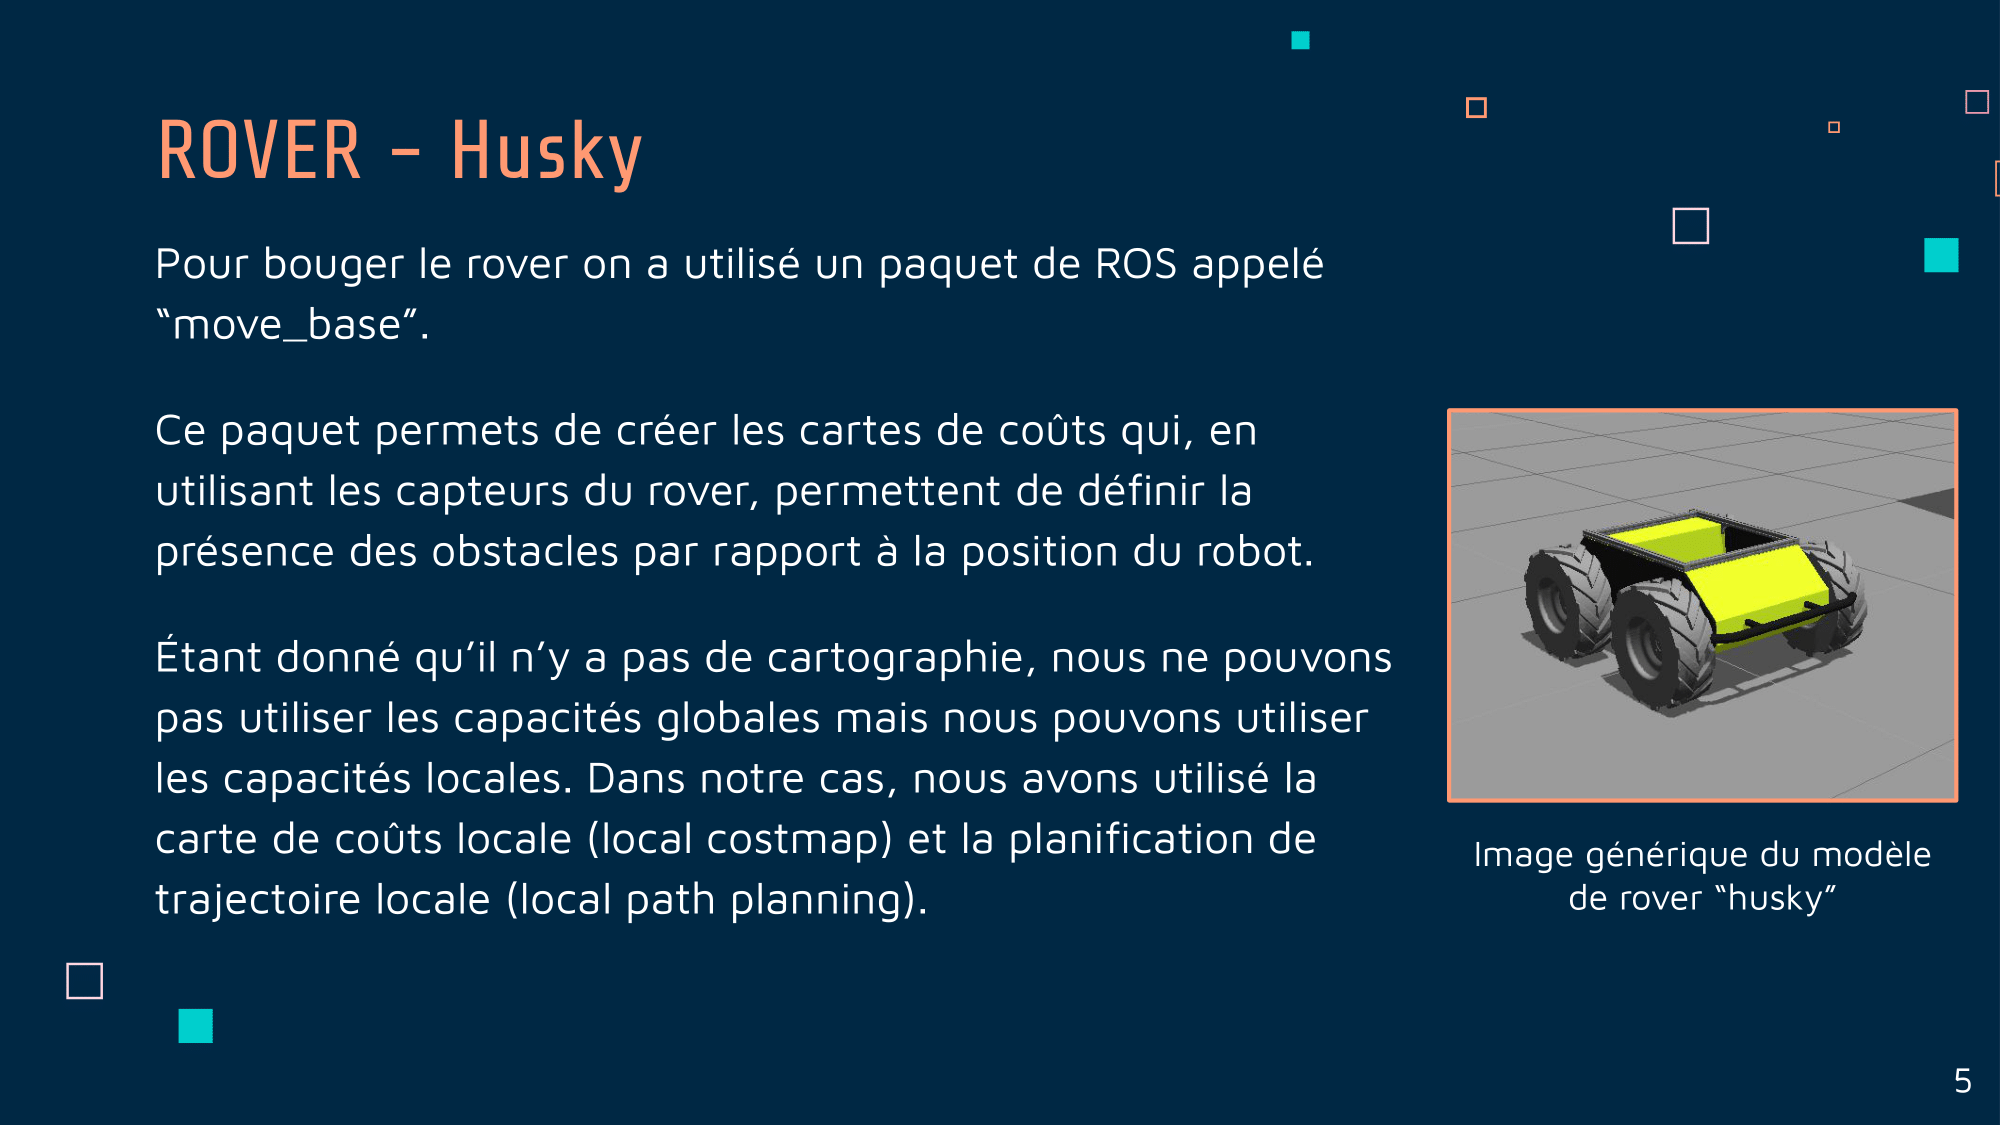 ROVER - Husky
Pour bouger le rover on a utilisé un paquet de ROS appelé
“move_base”.
Ce paquet permets de créer les cartes de coûts qui, en
utilisant les capteurs du rover, permettent de définir la
présence des obstacles par rapport à la position du robot.
Étant donné qu’il n’y a pas de cartographie, nous ne pouvons
pas utiliser les capacités globales mais nous pouvons utiliser
les capacités locales. Dans notre cas, nous avons utilisé la
carte de coûts locale (local costmap) et la planification de
trajectoire locale (local path planning).
Image générique du modèle
de rover “husky”
5